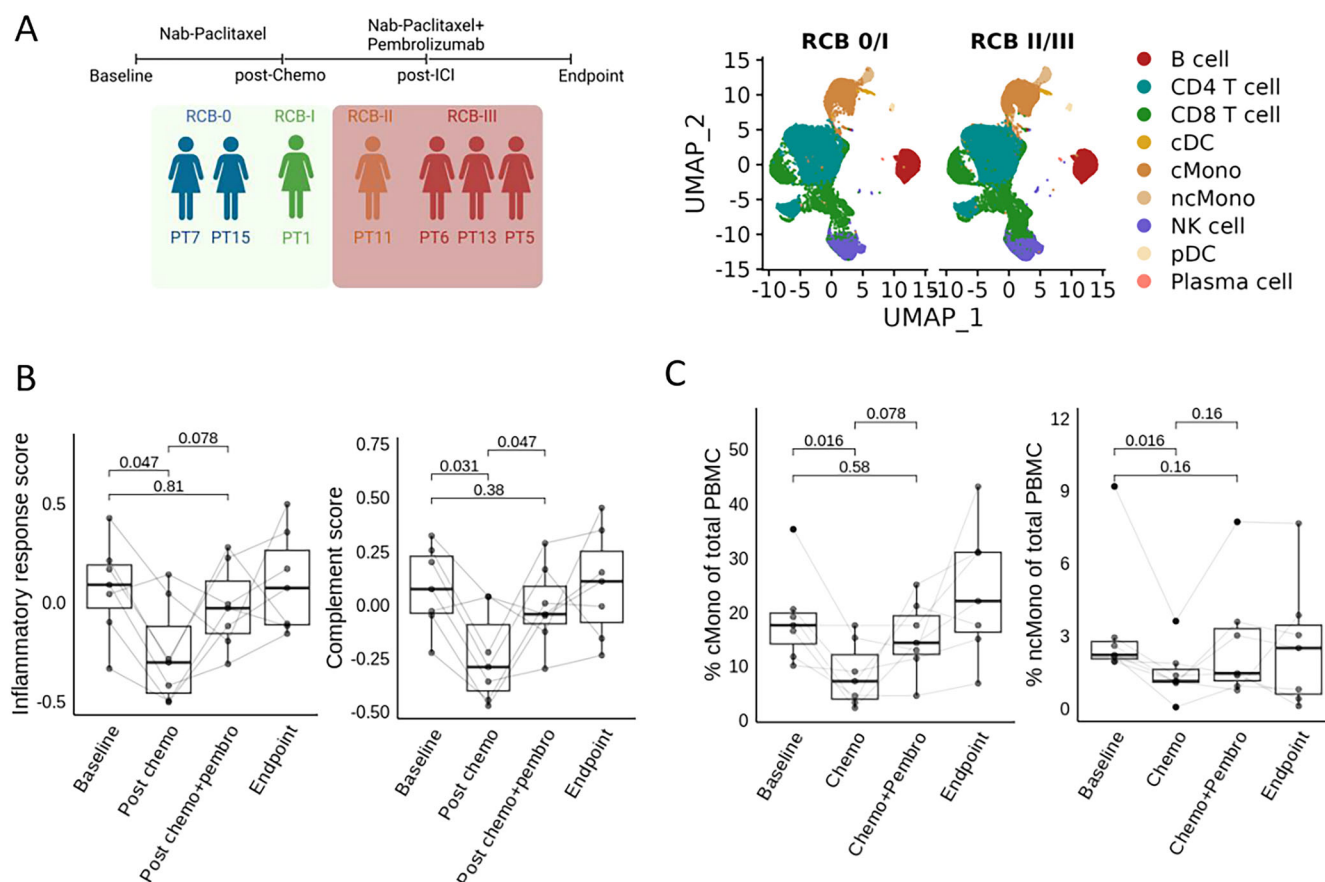 A
Nab-Paclitaxel
Nab-Paclitaxel+
Pembrolizumab
Baseline
post-Chemo
post-ICI
Endpoint
RCB-0
RCB-I
RCB-II
RCB-III
PT7
PT15
PT1
PT11
PT6
PT13
PT5
RCB 0/I
RCB II/III
UMAP_2
15
10
5
0
-5
-10
-15
-10 -5 0 5 10 15
-10 -5 0 5 10 15
UMAP_1
B cell
CD4 T cell
CD8 T cell
cDC
cMono
ncMono
NK cell
pDC
Plasma cell
B
Inflammatory response score
0.5
0.0
-0.5
0.078
0.047
0.81
Baseline
Post chemo
Post chemo+pembro
Endpoint
Complement score
0.75
0.50
0.25
0.00
-0.25
-0.50
0.047
0.031
0.38
Baseline
Post chemo
Post chemo+pembro
Endpoint
C
% cMono of total PBMC
50
40
30
20
10
0
0.078
0.016
0.58
Baseline
Chemo
Chemo+Pembro
Endpoint
% ncMono of total PBMC
12
9
6
3
0
0.16
0.016
0.16
Baseline
Chemo
Chemo+Pembro
Endpoint